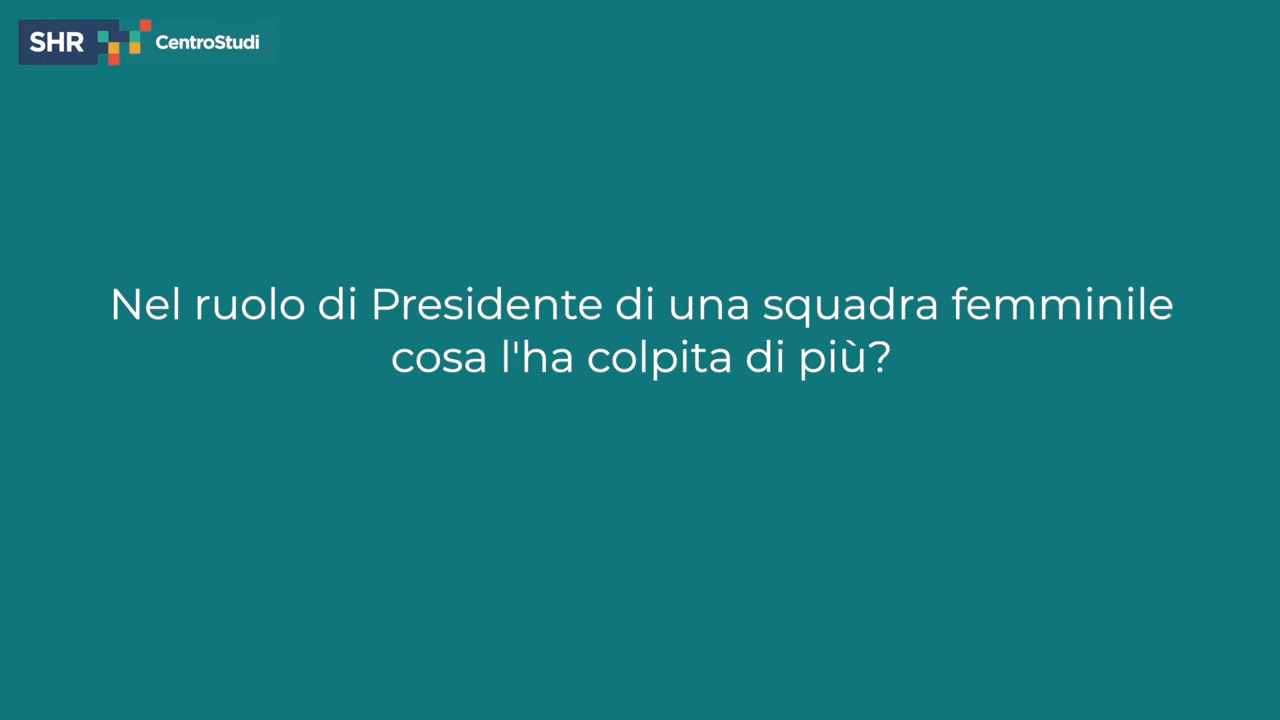 SHR CentroStudi
Nel ruolo di Presidente di una squadra femminile
cosa l'ha colpita di più?